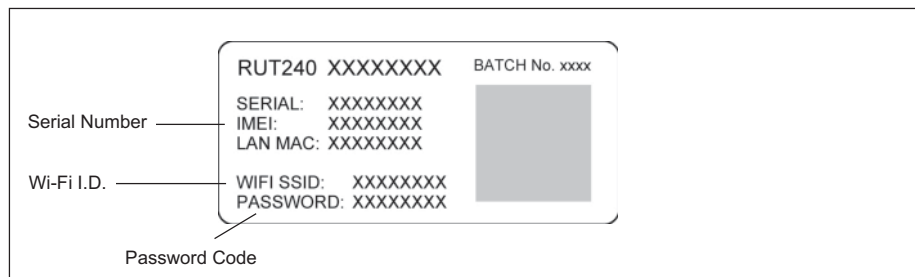 RUT240 XXXXXXXX
BATCH No. xxxx
SERIAL: XXXXXXXX
Serial Number
IMEI: XXXXXXXX
LAN MAC: XXXXXXXX
Wi-Fi I.D.
WIFI SSID: XXXXXXXX
PASSWORD: XXXXXXXX
Password Code